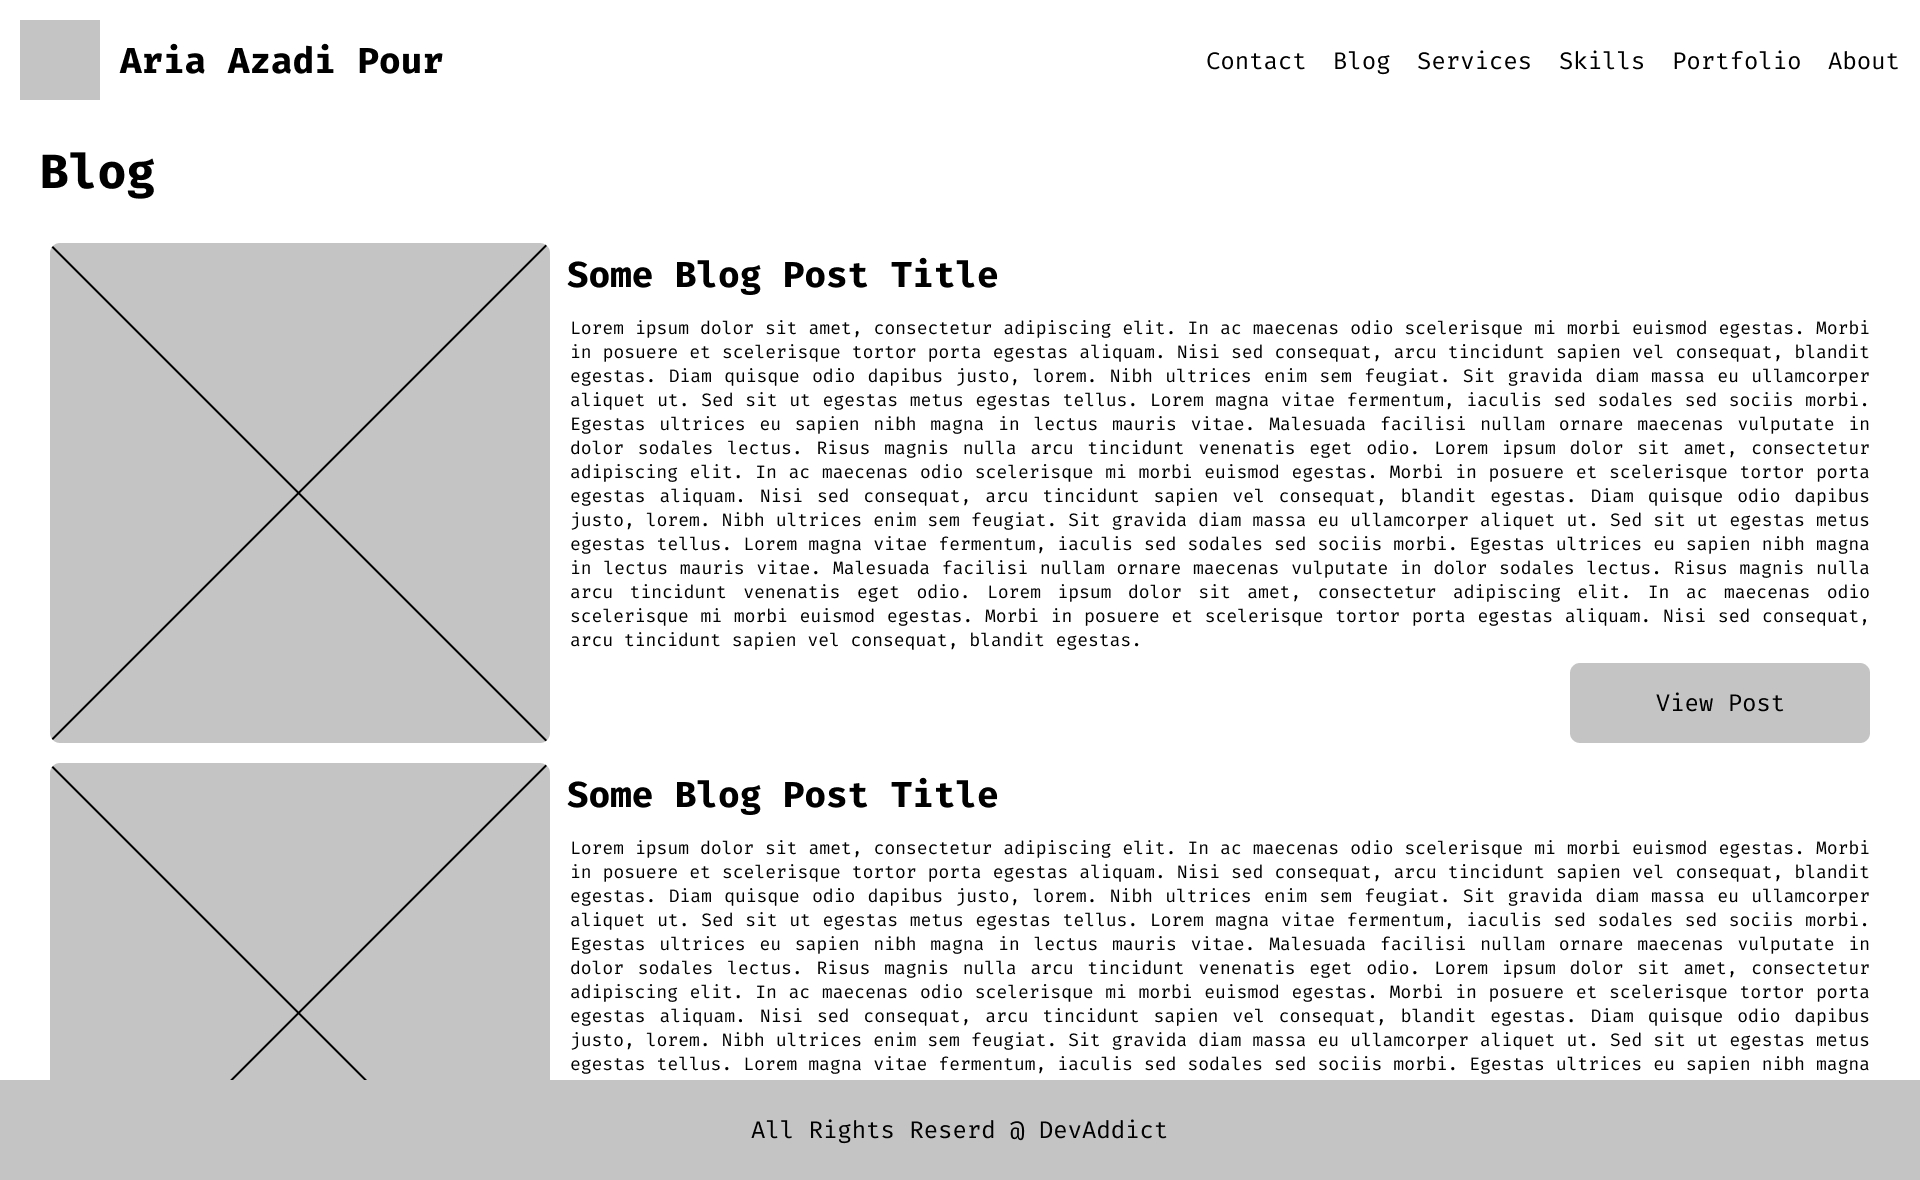 Aria Azadi Pour
Contact Blog Services Skills Portfolio About
Blog
Some Blog Post Title
Lorem ipsum dolor sit amet, consectetur adipiscing elit. In ac maecenas odio scelerisque mi morbi euismod egestas. Morbi
in posuere et scelerisque tortor porta egestas aliquam. Nisi sed consequat, arcu tincidunt sapien vel consequat, blandit
egestas. Diam quisque odio dapibus justo, lorem. Nibh ultrices enim sem feugiat. Sit gravida diam massa eu ullamcorper
aliquet ut. Sed sit ut egestas metus egestas tellus. Lorem magna vitae fermentum, iaculis sed sodales sed sociis morbi.
Egestas ultrices eu sapien nibh magna in lectus mauris vitae. Malesuada facilisi nullam ornare maecenas vulputate in
dolor sodales lectus. Risus magnis nulla arcu tincidunt venenatis eget odio. Lorem ipsum dolor sit amet, consectetur
adipiscing elit. In ac maecenas odio scelerisque mi morbi euismod egestas. Morbi in posuere et scelerisque tortor porta
egestas aliquam. Nisi sed consequat, arcu tincidunt sapien vel consequat, blandit egestas. Diam quisque odio dapibus
justo, lorem. Nibh ultrices enim sem feugiat. Sit gravida diam massa eu ullamcorper aliquet ut. Sed sit ut egestas metus
egestas tellus. Lorem magna vitae fermentum, iaculis sed sodales sed sociis morbi. Egestas ultrices eu sapien nibh magna
in lectus mauris vitae. Malesuada facilisi nullam ornare maecenas vulputate in dolor sodales lectus. Risus magnis nulla
arcu tincidunt venenatis eget odio. Lorem ipsum dolor sit amet, consectetur adipiscing elit. In ac maecenas odio
scelerisque mi morbi euismod egestas. Morbi in posuere et scelerisque tortor porta egestas aliquam. Nisi sed consequat,
arcu tincidunt sapien vel consequat, blandit egestas.
View Post
Some Blog Post Title
Lorem ipsum dolor sit amet, consectetur adipiscing elit. In ac maecenas odio scelerisque mi morbi euismod egestas. Morbi
in posuere et scelerisque tortor porta egestas aliquam. Nisi sed consequat, arcu tincidunt sapien vel consequat, blandit
egestas. Diam quisque odio dapibus justo, lorem. Nibh ultrices enim sem feugiat. Sit gravida diam massa eu ullamcorper
aliquet ut. Sed sit ut egestas metus egestas tellus. Lorem magna vitae fermentum, iaculis sed sodales sed sociis morbi.
Egestas ultrices eu sapien nibh magna in lectus mauris vitae. Malesuada facilisi nullam ornare maecenas vulputate in
dolor sodales lectus. Risus magnis nulla arcu tincidunt venenatis eget odio. Lorem ipsum dolor sit amet, consectetur
adipiscing elit. In ac maecenas odio scelerisque mi morbi euismod egestas. Morbi in posuere et scelerisque tortor porta
egestas aliquam. Nisi sed consequat, arcu tincidunt sapien vel consequat, blandit egestas. Diam quisque odio dapibus
justo, lorem. Nibh ultrices enim sem feugiat. Sit gravida diam massa eu ullamcorper aliquet ut. Sed sit ut egestas metus
egestas tellus. Lorem magna vitae fermentum, iaculis sed sodales sed sociis morbi. Egestas ultrices eu sapien nibh magna
All Rights Reserd @ DevAddict